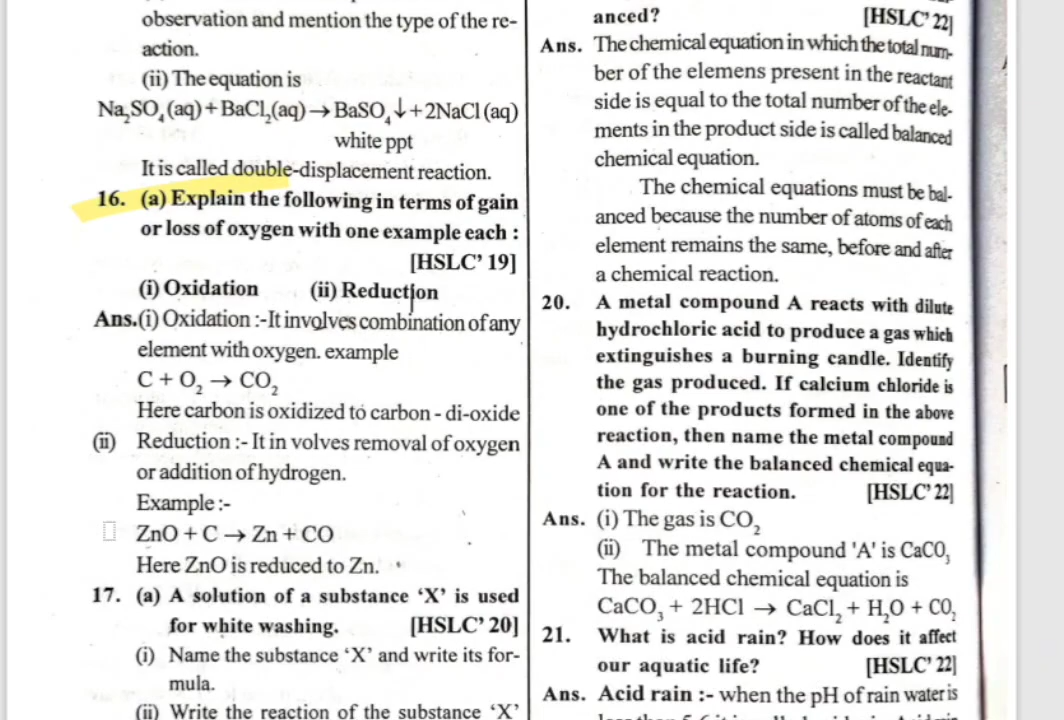 observation and mention the type of the re-
action.
(ii) The equation is
Na₂SO₄(aq)+BaCl₂(aq)→BaSO₄↓+2NaCl(aq)
white ppt
It is called double-displacement reaction.
16. (a) Explain the following in terms of gain
or loss of oxygen with one example each :
[HSLC' 19]
(i) Oxidation (ii) Reduction
Ans.(i) Oxidation :-It involves combination of any
element with oxygen. example
C + O₂ → CO₂
Here carbon is oxidized to carbon - di-oxide
(ii) Reduction :- It in volves removal of oxygen
or addition of hydrogen.
Example :-
ZnO + C → Zn + CO
Here ZnO is reduced to Zn.
17. (a) A solution of a substance ‘X’ is used
for white washing. [HSLC' 20]
(i) Name the substance ‘X’ and write its for-
mula.
(ii) Write the reaction of the substance ‘X’
anced? [HSLC' 22]
Ans. The chemical equation in which the total num-
ber of the elemens present in the reactant
side is equal to the total number of the ele-
ments in the product side is called balanced
chemical equation.
The chemical equations must be bal-
anced because the number of atoms of each
element remains the same, before and after
a chemical reaction.
20. A metal compound A reacts with dilute
hydrochloric acid to produce a gas which
extinguishes a burning candle. Identify
the gas produced. If calcium chloride is
one of the products formed in the above
reaction, then name the metal compound
A and write the balanced chemical equa-
tion for the reaction. [HSLC' 22]
Ans. (i) The gas is CO₂
(ii) The metal compound 'A' is CaCO₃
The balanced chemical equation is
CaCO₃ + 2HCl → CaCl₂ + H₂O + CO₂
21. What is acid rain? How does it affect
our aquatic life? [HSLC' 22]
Ans. Acid rain :- when the pH of rain water is